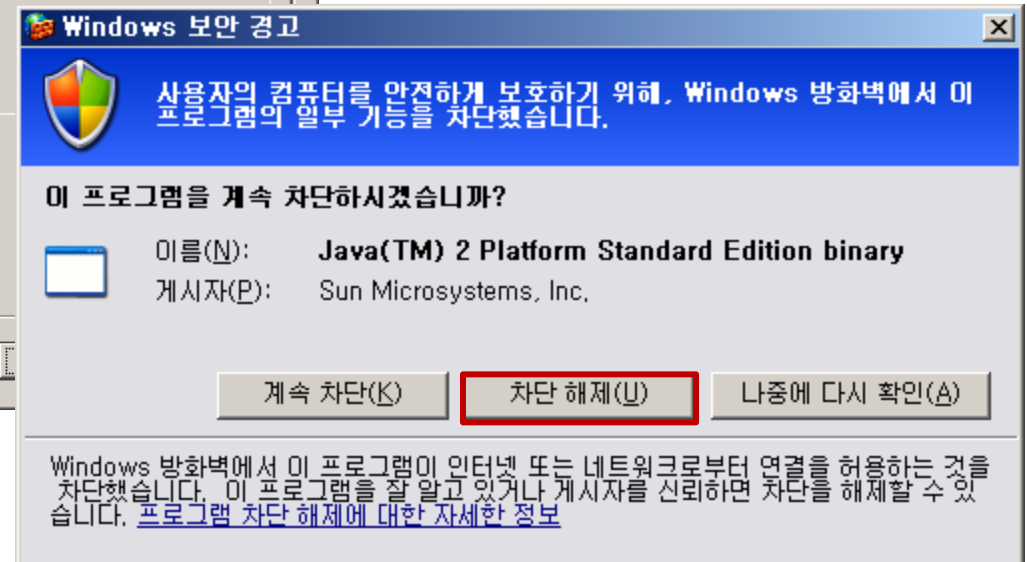 Windows 보안 경고
사용자의 컴퓨터를 안전하게 보호하기 위해, Windows 방화벽에서 이
프로그램의 일부 기능을 차단했습니다.
이 프로그램을 계속 차단하시겠습니까?
이름(N): Java(TM) 2 Platform Standard Edition binary
게시자(P): Sun Microsystems, Inc.
계속 차단(K) 차단 해제(U) 나중에 다시 확인(A)
Windows 방화벽에서 이 프로그램이 인터넷 또는 네트워크로부터 연결을 허용하는 것을
차단했습니다. 이 프로그램을 잘 알고 있거나 게시자를 신뢰하면 차단을 해제할 수 있
습니다. 프로그램 차단 해제에 대한 자세한 정보